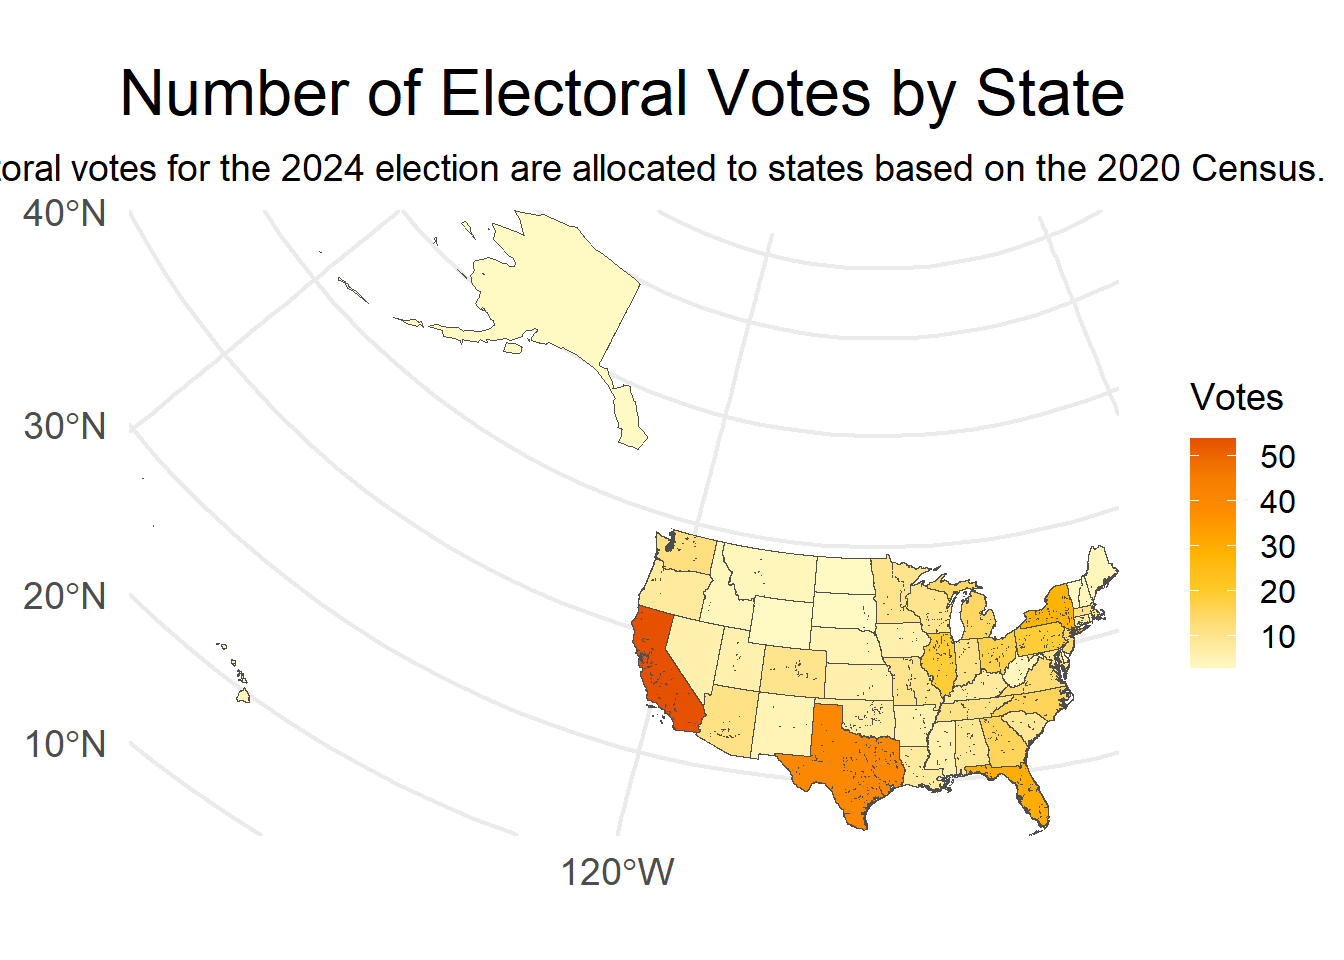 Number of Electoral Votes by State
toral votes for the 2024 election are allocated to states based on the 2020 Census.
40°N
30°N
20°N
10°N
120°W
Votes
50
40
30
20
10